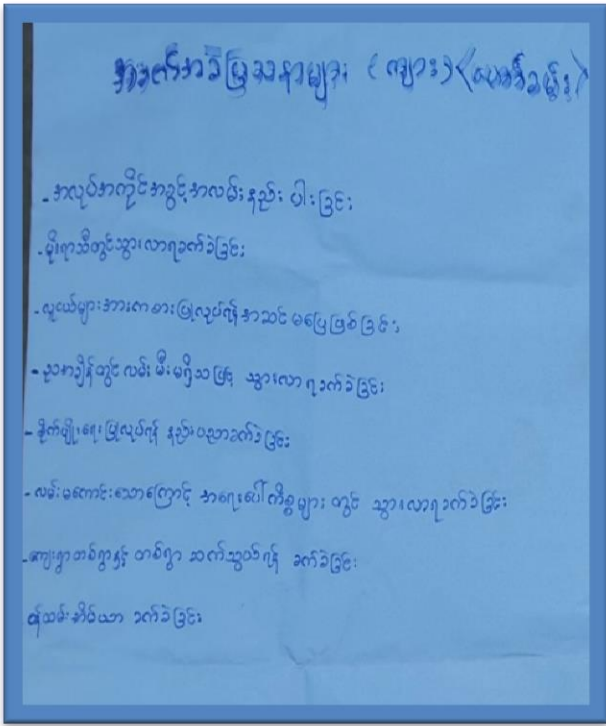 အခက်အခဲပြဿနာများ (ကျား) (ယောင်္ခမ်း)
- အလုပ်အကိုင်အခွင့်အလမ်း နည်း ပါး ခြင်း
- မိုးရာသီတွင်သွားလာရခက်ခဲခြင်း
- လူငယ်များအားကစားပြုလုပ်ရန်အဆင်မပြေဖြစ်ခြင်း
- ညအချိန်တွင် လမ်း မီး မရှိသဖြင့် သွားလာ ရ ခက် ခဲ ခြင်း
- စိုက်ပျိုးရေး ပြုလုပ်ရန် နည်းပညာခက်ခဲခြင်း
- လမ်းမကောင်းသောကြောင့် အရေးပေါ်ကိစ္စများ တွင် သွားလာရခက်ခဲခြင်း
- ကျေးရွာတစ်ရွာနှင့် တစ်ရွာ ဆက်သွယ်ရန် ခက်ခဲခြင်း
ဝန်ထမ်းအိမ်ယာ ခက်ခဲခြင်း